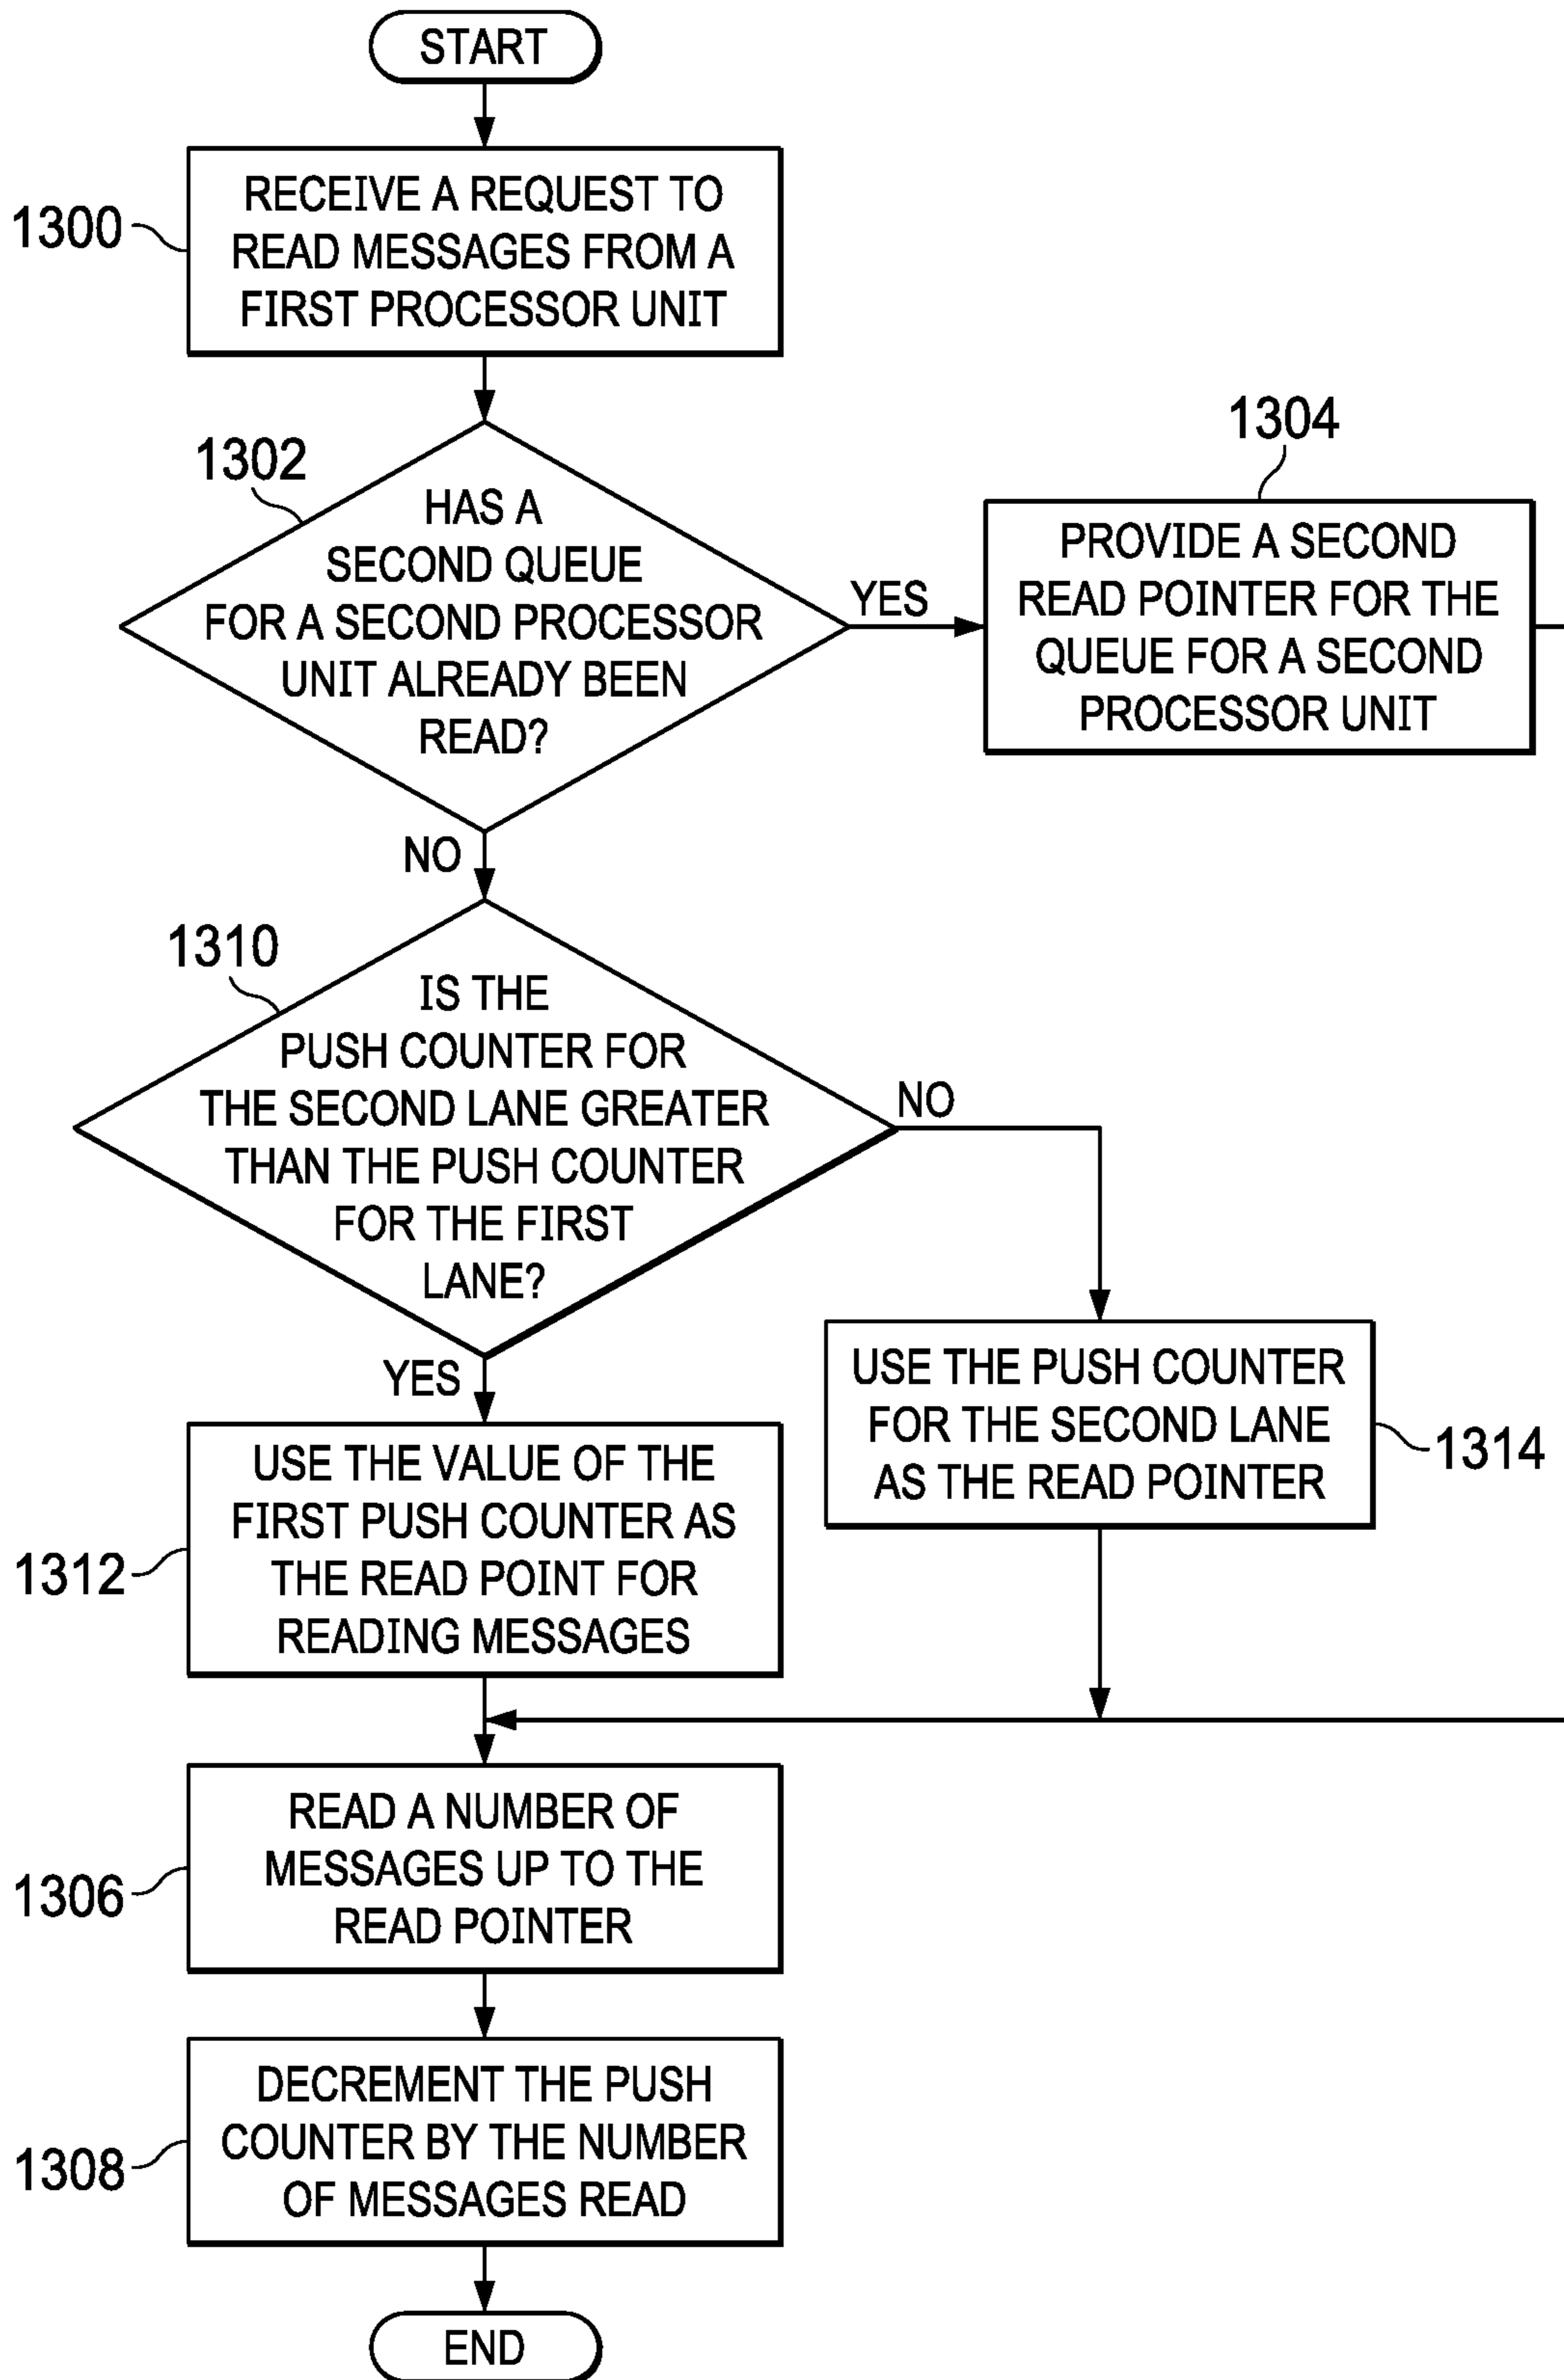 START
1300
RECEIVE A REQUEST TO
READ MESSAGES FROM A
FIRST PROCESSOR UNIT
1302
HAS A
SECOND QUEUE
FOR A SECOND PROCESSOR
UNIT ALREADY BEEN
READ?
YES
1304
PROVIDE A SECOND
READ POINTER FOR THE
QUEUE FOR A SECOND
PROCESSOR UNIT
NO
1310
IS THE
PUSH COUNTER FOR
THE SECOND LANE GREATER
THAN THE PUSH COUNTER
FOR THE FIRST
LANE?
NO
YES
USE THE PUSH COUNTER
FOR THE SECOND LANE
AS THE READ POINTER
1314
1312
USE THE VALUE OF THE
FIRST PUSH COUNTER AS
THE READ POINT FOR
READING MESSAGES
1306
READ A NUMBER OF
MESSAGES UP TO THE
READ POINTER
1308
DECREMENT THE PUSH
COUNTER BY THE NUMBER
OF MESSAGES READ
END